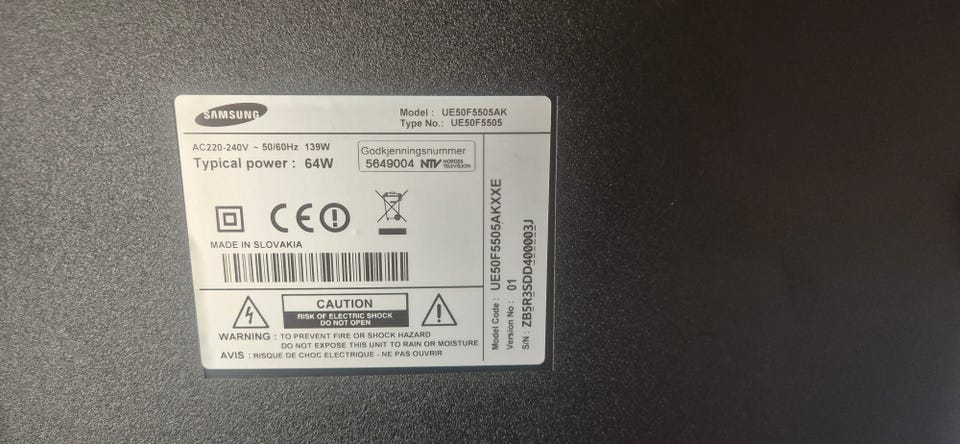 SAMSUNG
Model : UE50F5505AK
Type No.: UE50F5505
AC220-240V ~ 50/60Hz 139W
Typical power : 64W
Godkjenningsnummer
5649004 NTV NORGES TELEVISJON
CE
MADE IN SLOVAKIA
CAUTION
RISK OF ELECTRIC SHOCK
DO NOT OPEN
WARNING : TO PREVENT FIRE OR SHOCK HAZARD
DO NOT EXPOSE THIS UNIT TO RAIN OR MOISTURE
AVIS : RISQUE DE CHOC ELECTRIQUE - NE PAS OUVRIR
Model Code : UE50F5505AKXXE
Version No : 01
S/N : ZB5R3SDD400003J